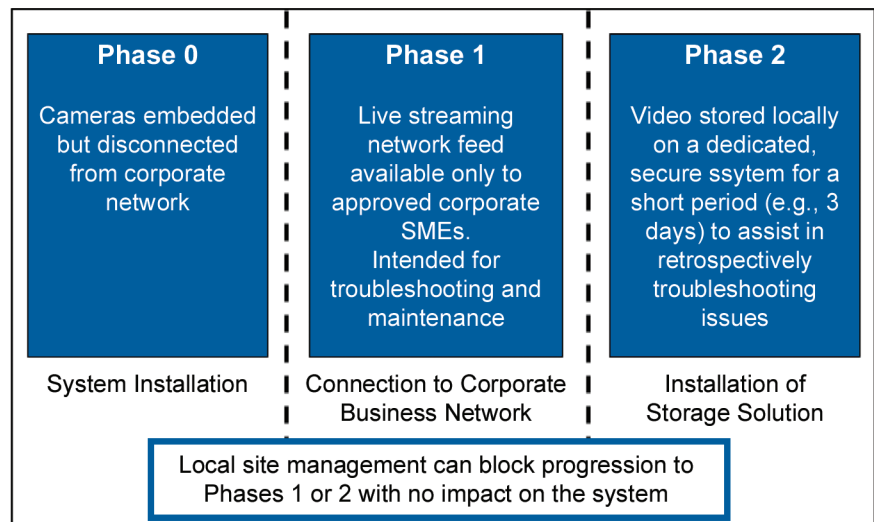 Phase 0
Cameras embedded
but disconnected
from corporate
network
System Installation
Phase 1
Live streaming
network feed
available only to
approved corporate
SMEs.
Intended for
troubleshooting and
maintenance
Connection to Corporate
Business Network
Phase 2
Video stored locally
on a dedicated,
secure ssytem for a
short period (e.g., 3
days) to assist in
retrospectively
troubleshooting
issues
Installation of
Storage Solution
Local site management can block progression to
Phases 1 or 2 with no impact on the system